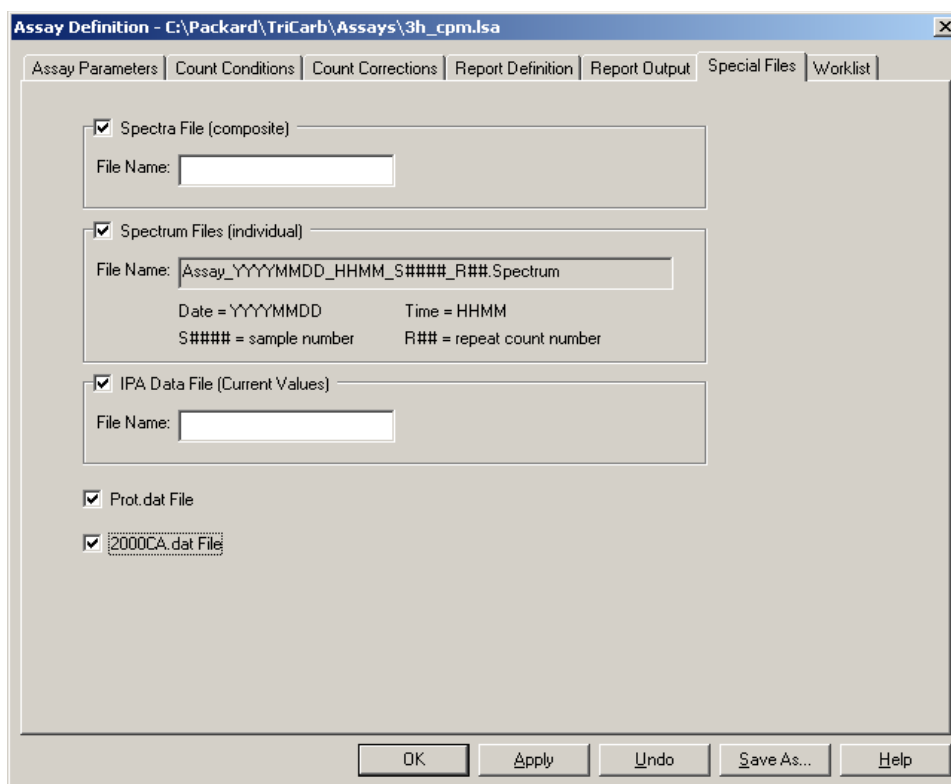 Assay Definition - C:\Packard\TriCarb\Assays\3h_cpm.lsa
Assay Parameters Count Conditions Count Corrections Report Definition Report Output Special Files Worklist
Spectra File (composite)
File Name:
Spectrum Files (individual)
File Name: Assay_YYYYMMDD_HHMM_S####_R##.Spectrum
Date = YYYYMMDD Time = HHMM
S#### = sample number R## = repeat count number
IPA Data File (Current Values)
File Name:
Prot.dat File
2000CA.dat File
OK Apply Undo Save As... Help